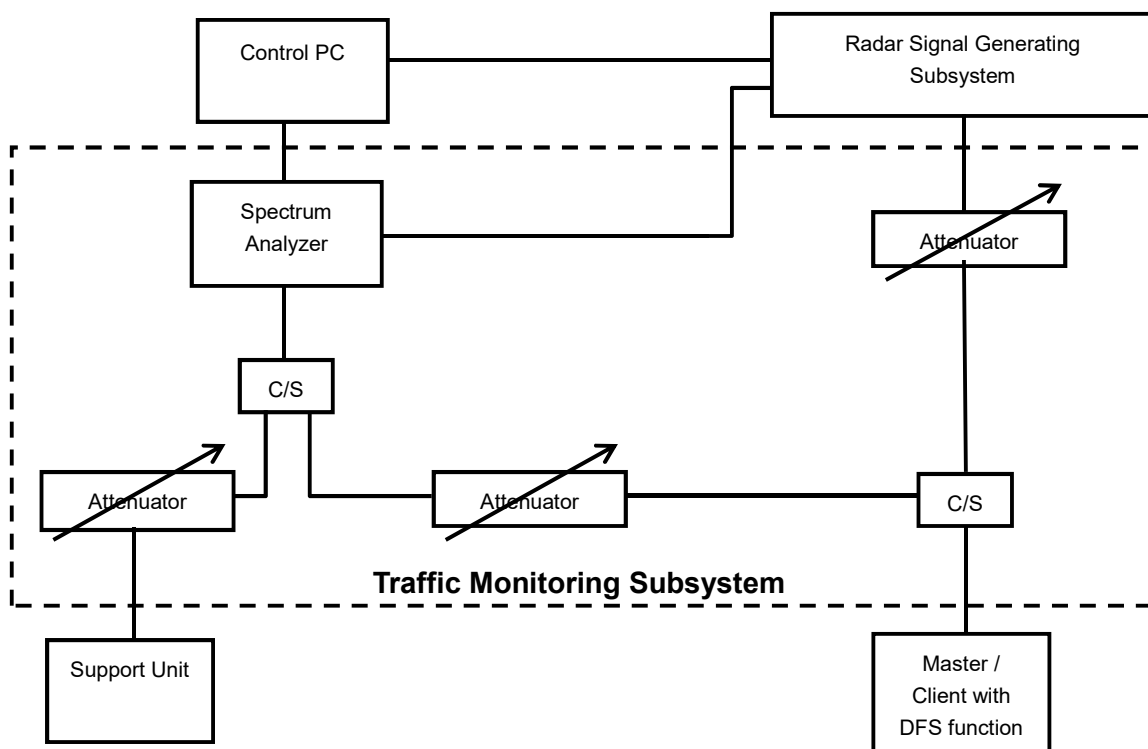 Control PC
Radar Signal Generating
Subsystem
Spectrum
Analyzer
Attenuator
C/S
Attenuator
Attenuator
C/S
Traffic Monitoring Subsystem
Support Unit
Master /
Client with
DFS function